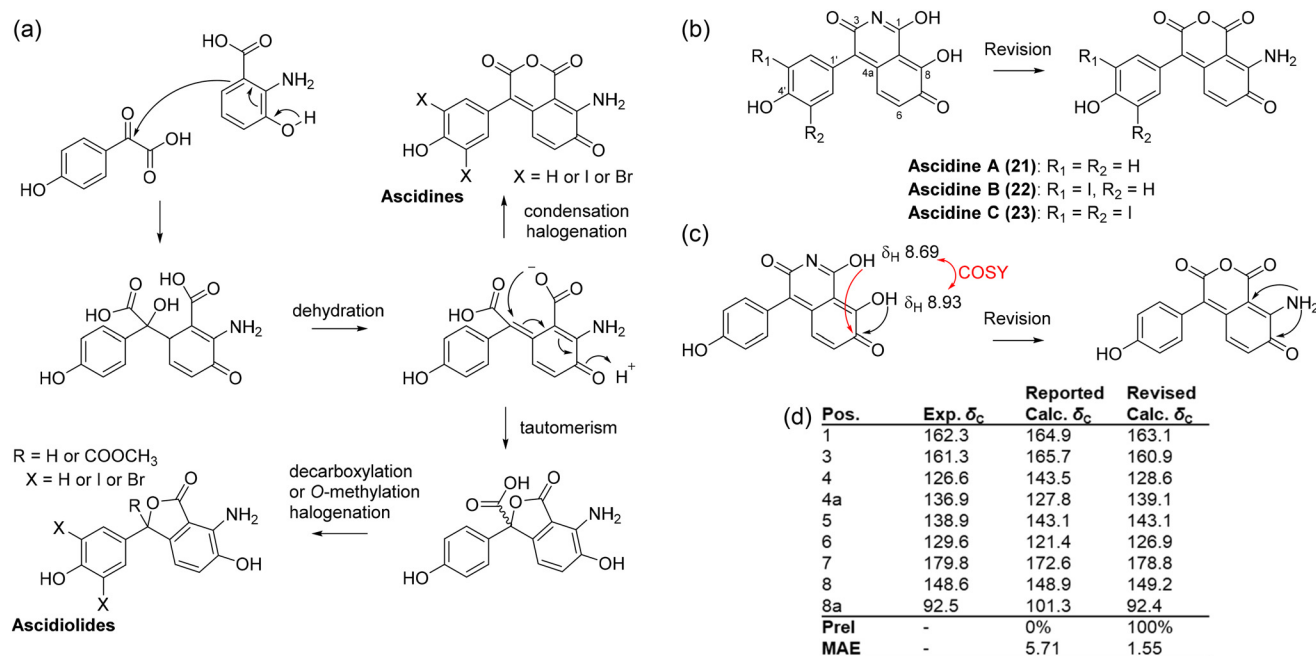 (a)
HO
O
NH2
O
H
O
OH
O
HO
O
O
O
X
NH2
O
HO
X
X = H or I or Br
Ascidines
condensation
halogenation
HO
O
OH
HO
O
NH2
O
HO
dehydration
O
HO
−
O
O
NH2
O
H+
HO
tautomerism
R = H or COOCH3
X = H or I or Br
decarboxylation
or O-methylation
halogenation
R
O
O
NH2
OH
X
HO
X
Ascidiolides
O
OH
O
O
NH2
OH
HO
(b)
O
3
N
1
OH
R1
1'
4a
8
OH
HO
4'
6
O
R2
Revision
O
O
O
R1
NH2
HO
O
R2
Ascidine A (21): R1 = R2 = H
Ascidine B (22): R1 = I, R2 = H
Ascidine C (23): R1 = R2 = I
(c)
O
N
OH
δH 8.69
COSY
OH
δH 8.93
O
HO
Revision
O
O
O
NH2
O
HO
(d)
Pos. Exp. δC Reported Calc. δC Revised Calc. δC
1 162.3 164.9 163.1
3 161.3 165.7 160.9
4 126.6 143.5 128.6
4a 136.9 127.8 139.1
5 138.9 143.1 143.1
6 129.6 121.4 126.9
7 179.8 172.6 178.8
8 148.6 148.9 149.2
8a 92.5 101.3 92.4
Prel - 0% 100%
MAE - 5.71 1.55